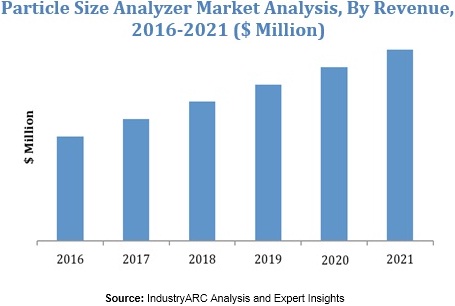 Particle Size Analyzer Market Analysis, By Revenue,
2016-2021 ($ Million)
$ Million
2016 2017 2018 2019 2020 2021
Source: IndustryARC Analysis and Expert Insights